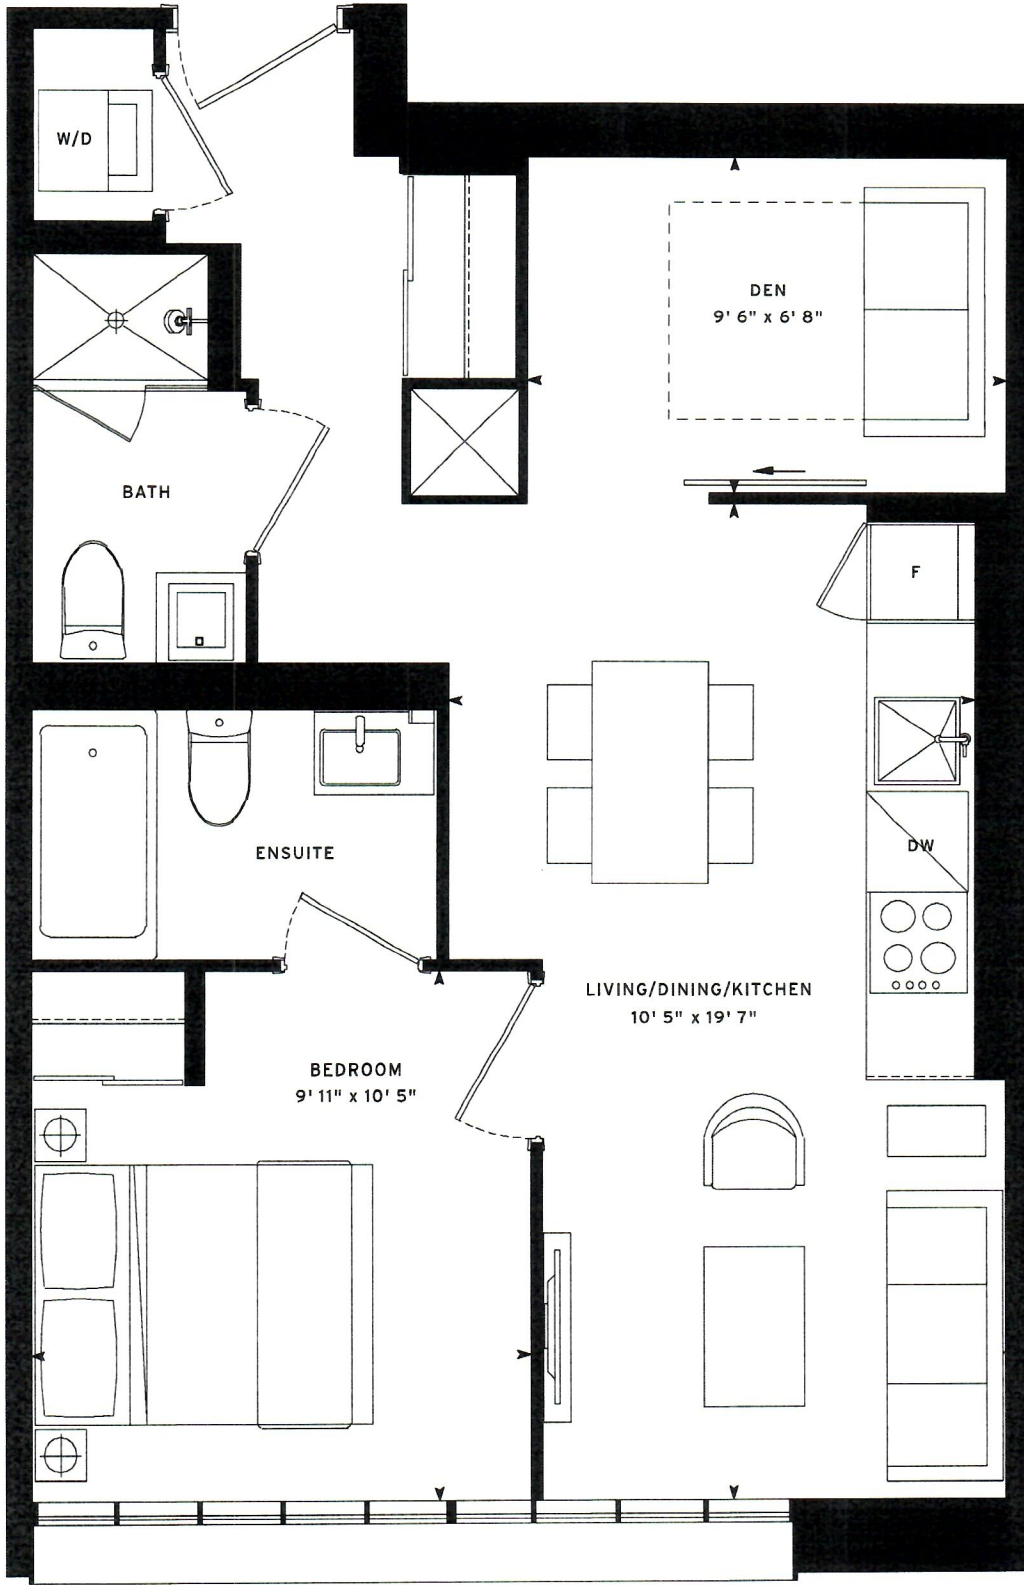 W/D
DEN
9' 6" x 6' 8"
BATH
F
DW
ENSUITE
LIVING/DINING/KITCHEN
10' 5" x 19' 7"
BEDROOM
9' 11" x 10' 5"